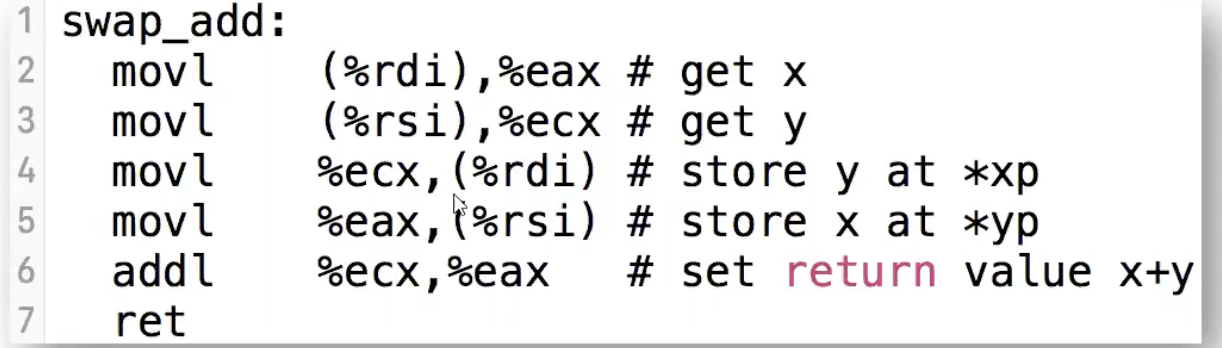 1 swap_add:
2 movl (%rdi),%eax # get x
3 movl (%rsi),%ecx # get y
4 movl %ecx,(%rdi) # store y at *xp
5 movl %eax,(%rsi) # store x at *yp
6 addl %ecx,%eax # set return value x+y
7 ret